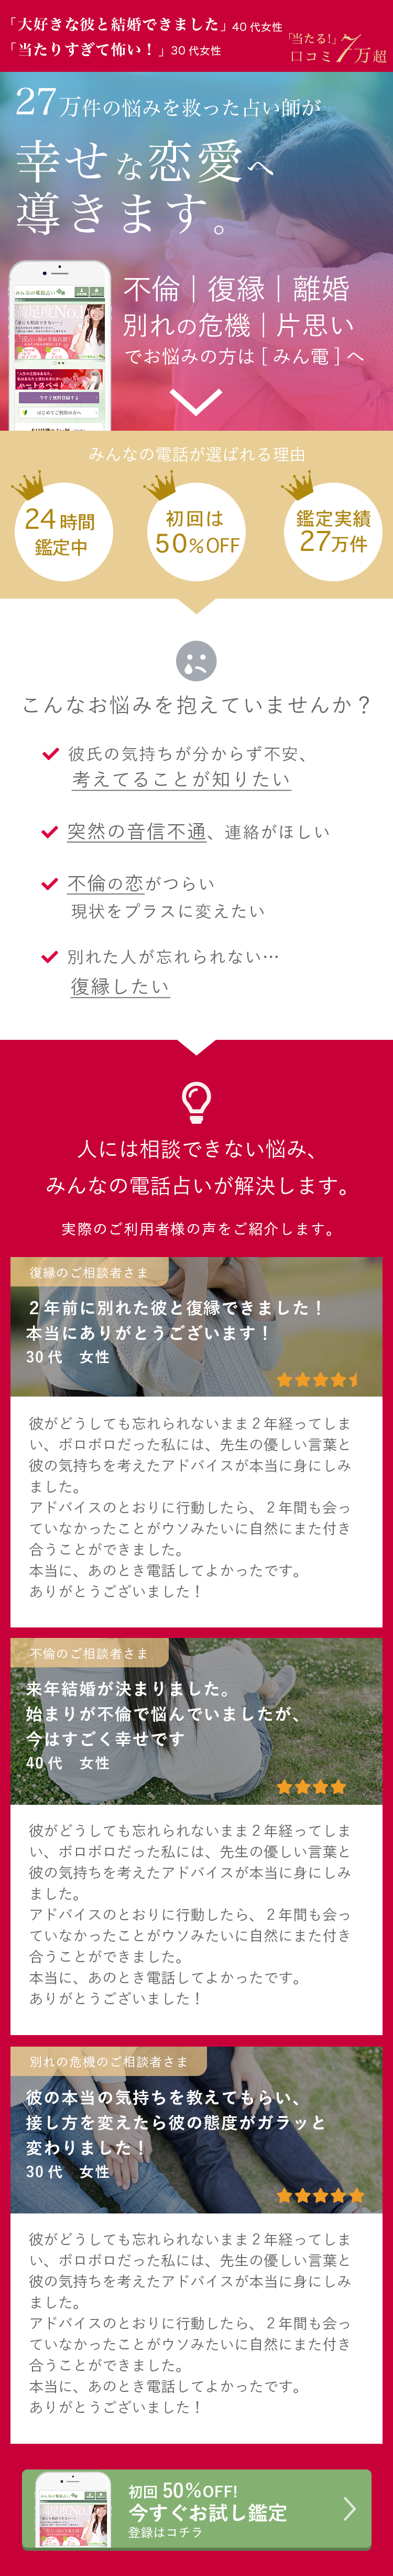 「大好きな彼と結婚できました」40代女性
「当たりすぎて怖い！」30代女性
「当たる!」
口コミ7万超
27万件の悩みを救った占い師が
幸せな恋愛へ
導きます。
みんなの電話占い
満足度No.1
今すぐ無料登録する
はじめてご利用の方へ
不倫｜復縁｜離婚
別れの危機｜片思い
でお悩みの方は［みん電］へ
みんなの電話が選ばれる理由
24時間
鑑定中
初回は
50%OFF
鑑定実績
27万件
こんなお悩みを抱えていませんか？
彼氏の気持ちが分からず不安、
考えてることが知りたい
突然の音信不通、連絡がほしい
不倫の恋がつらい
現状をプラスに変えたい
別れた人が忘れられない…
復縁したい
人には相談できない悩み、
みんなの電話占いが解決します。
実際のご利用者様の声をご紹介します。
復縁のご相談者さま
２年前に別れた彼と復縁できました！
本当にありがとうございます！
30代　女性
彼がどうしても忘れられないまま２年経ってしま
い、ボロボロだった私には、先生の優しい言葉と
彼の気持ちを考えたアドバイスが本当に身にしみ
ました。
アドバイスのとおりに行動したら、２年間も会っ
ていなかったことがウソみたいに自然にまた付き
合うことができました。
本当に、あのとき電話してよかったです。
ありがとうございました！
不倫のご相談者さま
来年結婚が決まりました。
始まりが不倫で悩んでいましたが、
今はすごく幸せです
40代　女性
彼がどうしても忘れられないまま２年経ってしま
い、ボロボロだった私には、先生の優しい言葉と
彼の気持ちを考えたアドバイスが本当に身にしみ
ました。
アドバイスのとおりに行動したら、２年間も会っ
ていなかったことがウソみたいに自然にまた付き
合うことができました。
本当に、あのとき電話してよかったです。
ありがとうございました！
別れの危機のご相談者さま
彼の本当の気持ちを教えてもらい、
接し方を変えたら彼の態度がガラッと
変わりました！
30代　女性
彼がどうしても忘れられないまま２年経ってしま
い、ボロボロだった私には、先生の優しい言葉と
彼の気持ちを考えたアドバイスが本当に身にしみ
ました。
アドバイスのとおりに行動したら、２年間も会っ
ていなかったことがウソみたいに自然にまた付き
合うことができました。
本当に、あのとき電話してよかったです。
ありがとうございました！
初回 50%OFF!
今すぐお試し鑑定
登録はコチラ